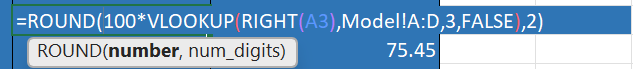 =ROUND(100*VLOOKUP(RIGHT(A3),Model!A:D,3,FALSE),2)
ROUND(number, num_digits) 75.45